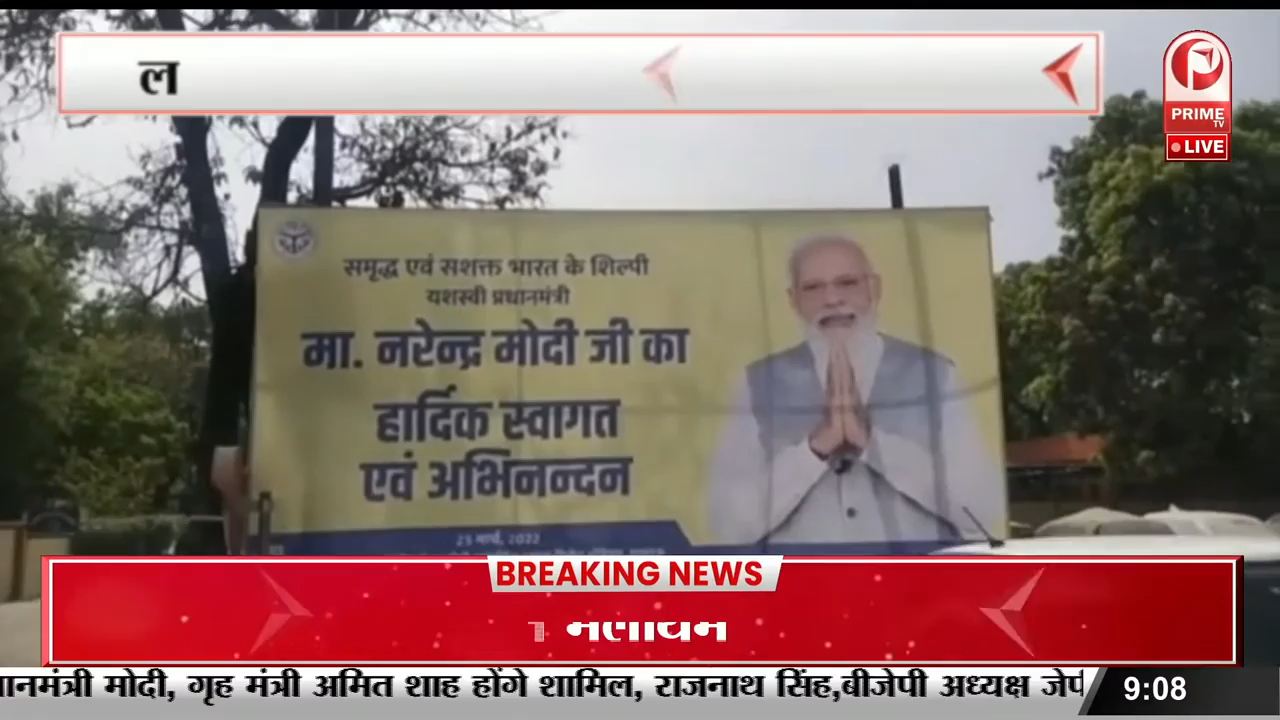 ल
PRIME
TV
LIVE
समृद्ध एवं सशक्त भारत के शिल्पी
यशस्वी प्रधानमंत्री
मा. नरेन्द्र मोदी जी का
हार्दिक स्वागत
एवं अभिनन्दन
25 मार्च, 2022
BREAKING NEWS
ानमंत्री मोदी, गृह मंत्री अमित शाह होंगे शामिल, राजनाथ सिंह,बीजेपी अध्यक्ष जेपी
9:08